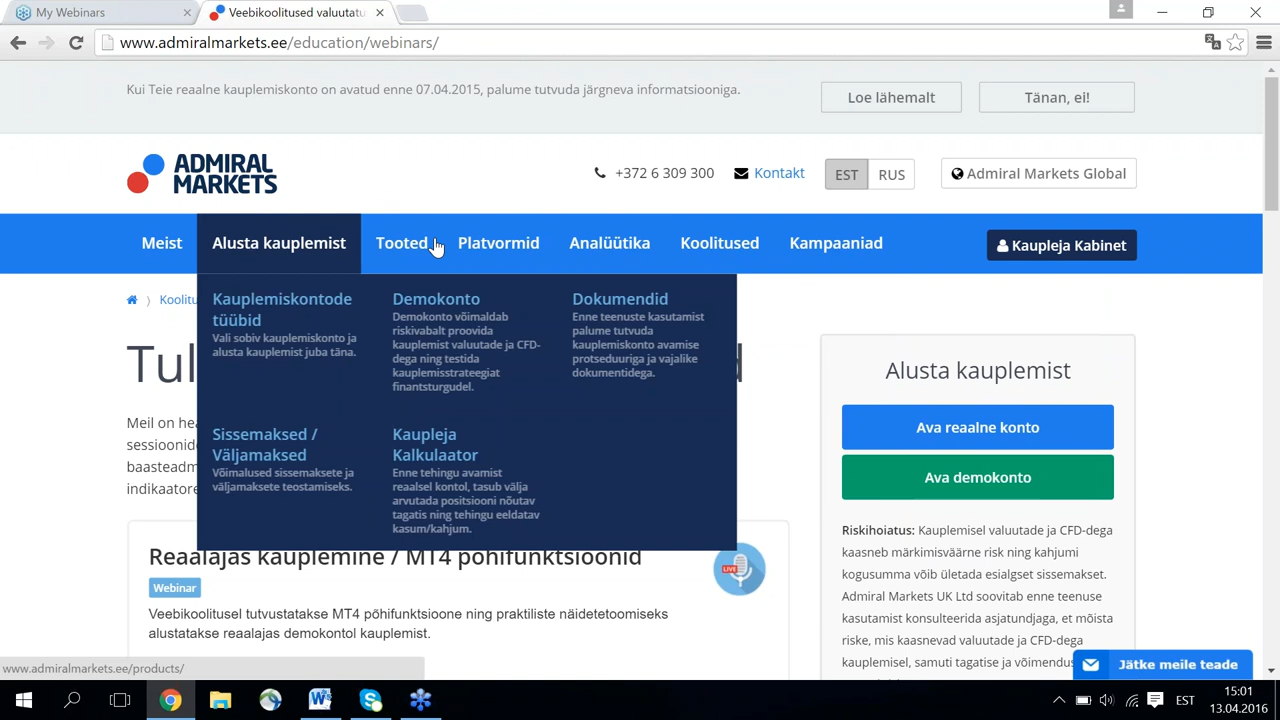 My Webinars
Veebikoolitused valuutatu
www.admiralmarkets.ee/education/webinars/
Kui Teie reaalne kauplemiskonto on avatud enne 07.04.2015, palume tutvuda järgneva informatsiooniga.
Loe lähemalt
Tänan, ei!
ADMIRAL
MARKETS
+372 6 309 300
Kontakt
EST
RUS
Admiral Markets Global
Meist
Alusta kauplemist
Tooted
Platvormid
Analüütika
Koolitused
Kampaaniad
Kaupleja Kabinet
Koolitu
Kauplemiskontode
tüübid
Vali sobiv kauplemiskonto ja
alusta kauplemist juba täna.
Demokonto
Demokonto võimaldab
riskivabalt proovida
kauplemist valuutade ja CFD-
dega ning testida
kauplemisstrateegiat
finantsturgudel.
Dokumendid
Enne teenuste kasutamist
palume tutvuda
kauplemiskonto avamise
protseduuriga ja vajalike
dokumentidega.
Sissemaksed /
Väljamaksed
Võimalused sissemaksete ja
väljamaksete teostamiseks.
Kaupleja
Kalkulaator
Enne tehingu avamist
reaalsel kontol, tasub välja
arvutada positsiooni nõutav
tagatis ning tehingu eeldatav
kasum/kahjum.
Tul
d
Meil on hea
sessioonide
baasteadm
indikaatore
Reaalajas kauplemine / MT4 põhifunktsioonid
Webinar
LIVE
Veebikoolitusel tutvustatakse MT4 põhifunktsioone ning praktiliste näidetetoomiseks
alustatakse reaalajas demokontol kauplemist.
Alusta kauplemist
Ava reaalne konto
Ava demokonto
Riskihoiatus: Kauplemisel valuutade ja CFD-dega
kaasneb märkimisväärne risk ning kahjumi
kogusumma võib ületada esialgset sissemakset.
Admiral Markets UK Ltd soovitab enne teenuse
kasutamist konsulteerida asjatundjaga, et mõista
riske, mis kaasnevad valuutade ja CFD-dega
kauplemisel, samuti tagatise ja võimendus
Jätke meile teade
www.admiralmarkets.ee/products/
EST
15:01
13.04.2016